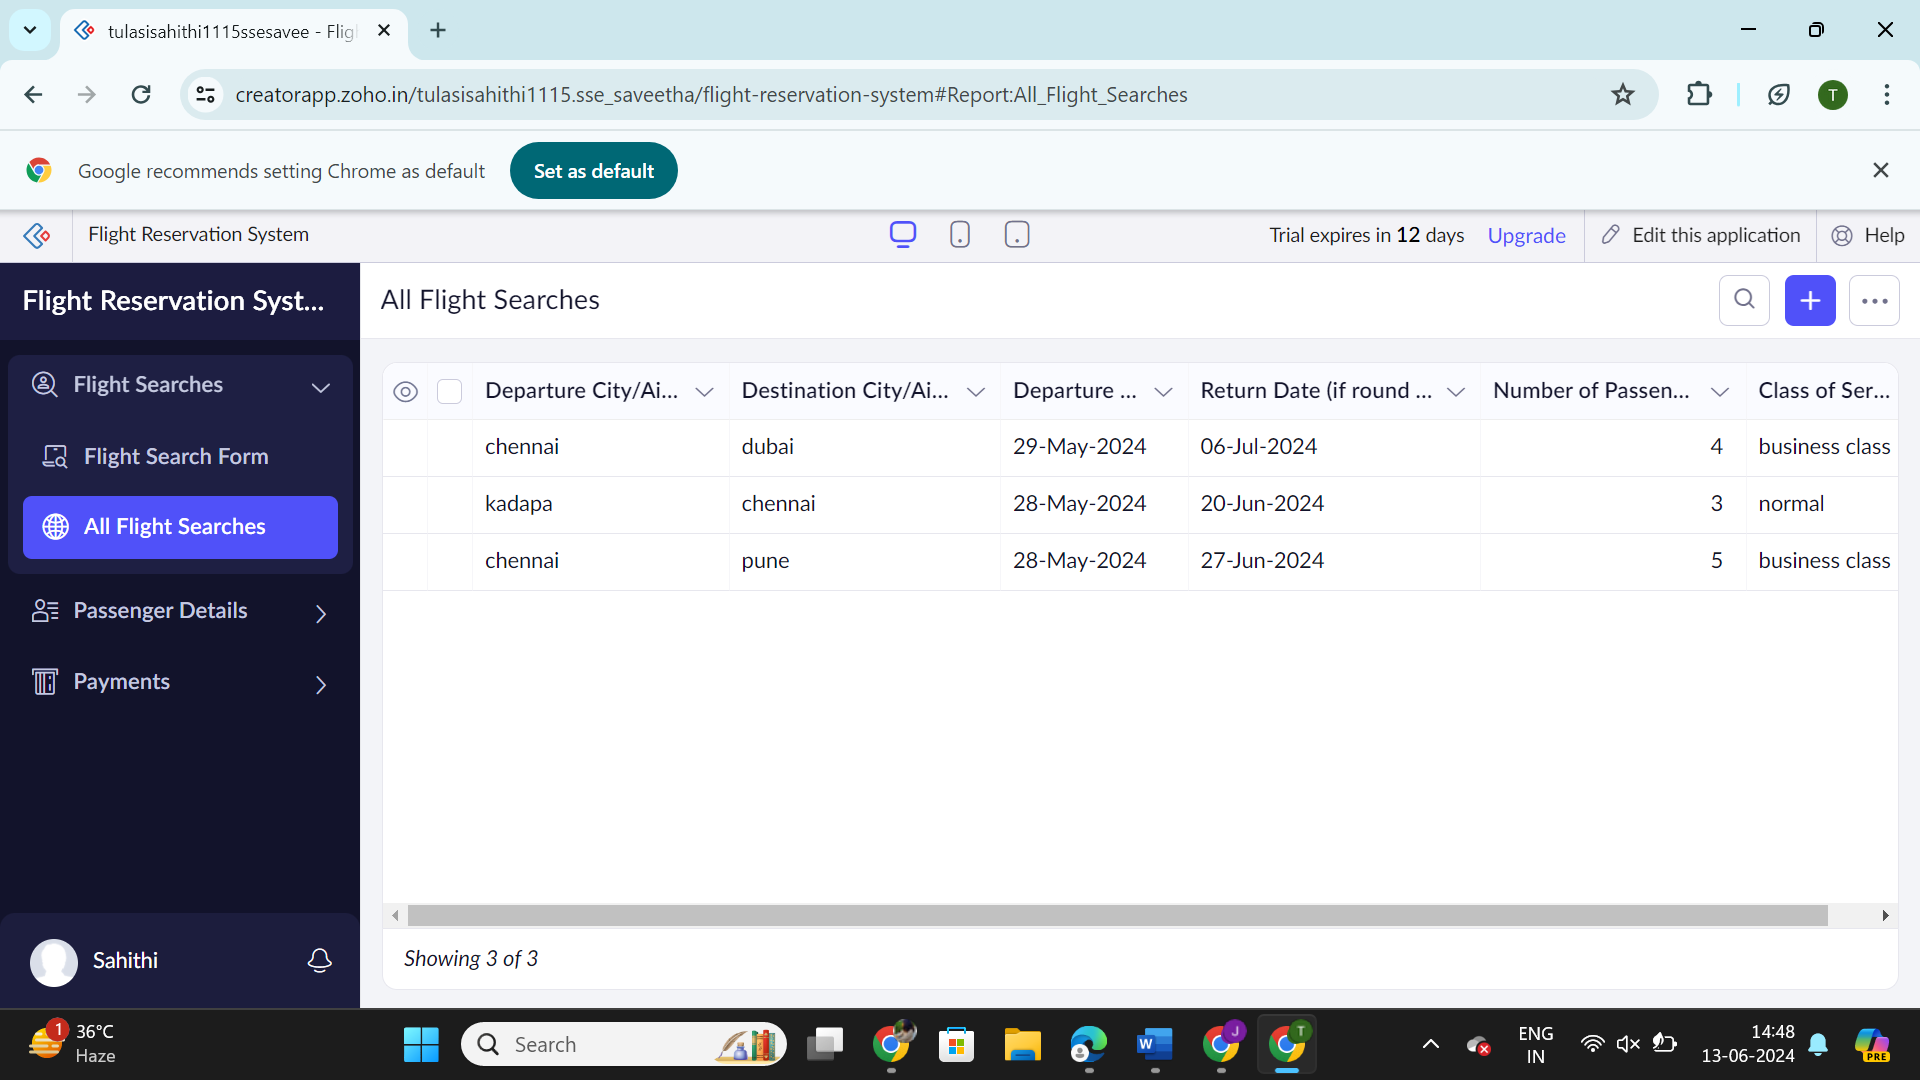 tulasisahithi1115ssesavee - Flig
creatorapp.zoho.in/tulasisahithi1115.sse_saveetha/flight-reservation-system#Report:All_Flight_Searches
T
Google recommends setting Chrome as default
Set as default
Flight Reservation System
Trial expires in 12 days
Upgrade
Edit this application
Help
Flight Reservation Syst...
All Flight Searches
Flight Searches
Flight Search Form
All Flight Searches
Passenger Details
Payments
Departure City/Ai... Destination City/Ai... Departure ... Return Date (if round ... Number of Passen... Class of Ser...
chennai dubai 29-May-2024 06-Jul-2024 4 business class
kadapa chennai 28-May-2024 20-Jun-2024 3 normal
chennai pune 28-May-2024 27-Jun-2024 5 business class
Showing 3 of 3
Sahithi
1
36°C
Haze
Search
W
J
T
ENG
IN
14:48
13-06-2024
PRE